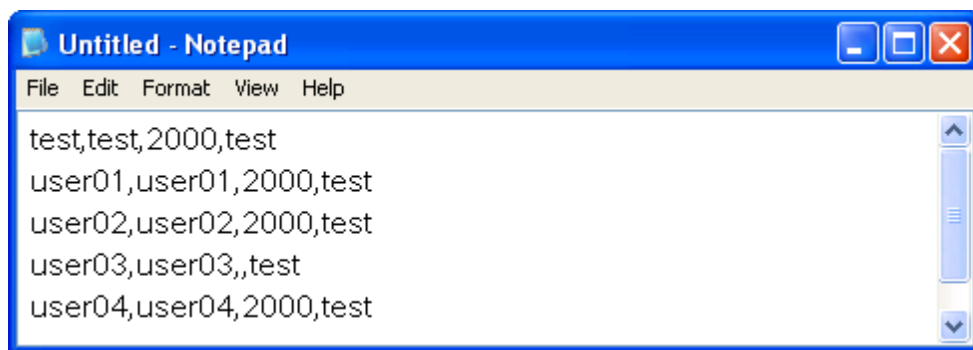 Untitled - Notepad
File Edit Format View Help
test,test,2000,test
user01,user01,2000,test
user02,user02,2000,test
user03,user03,,test
user04,user04,2000,test